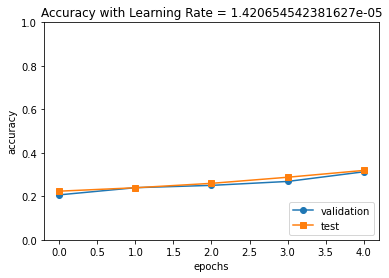 Accuracy with Learning Rate = 1.420654542381627e-05
1.0
0.8
0.6
0.4
0.2
0.0
accuracy
validation
test
0.0 0.5 1.0 1.5 2.0 2.5 3.0 3.5 4.0
epochs